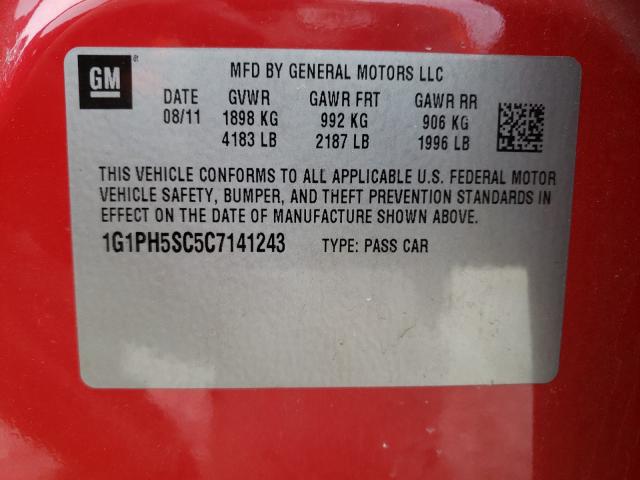 GM
®
MFD BY GENERAL MOTORS LLC
DATE GVWR GAWR FRT GAWR RR
08/11 1898 KG 992 KG 906 KG
4183 LB 2187 LB 1996 LB
THIS VEHICLE CONFORMS TO ALL APPLICABLE U.S. FEDERAL MOTOR
VEHICLE SAFETY, BUMPER, AND THEFT PREVENTION STANDARDS IN
EFFECT ON THE DATE OF MANUFACTURE SHOWN ABOVE.
1G1PH5SC5C7141243 TYPE: PASS CAR